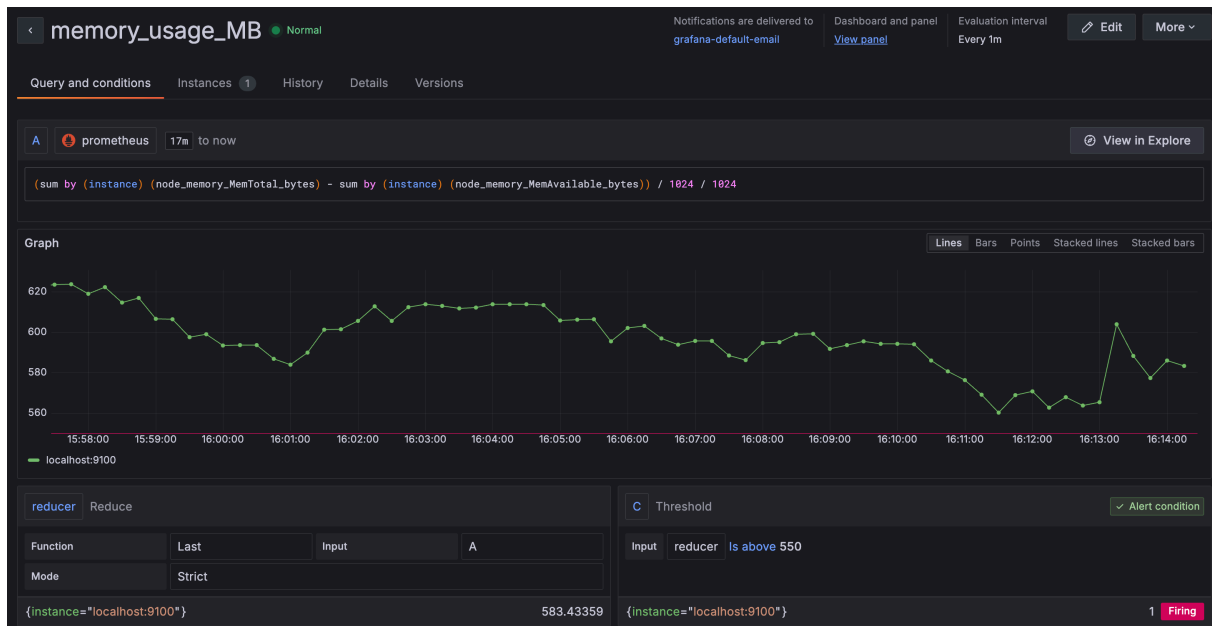 memory_usage_MB Normal
Notifications are delivered to
grafana-default-email
Dashboard and panel
View panel
Evaluation interval
Every 1m
Edit
More
Query and conditions Instances 1 History Details Versions
A prometheus 17m to now
View in Explore
(sum by (instance) (node_memory_MemTotal_bytes) - sum by (instance) (node_memory_MemAvailable_bytes)) / 1024 / 1024
Graph
Lines Bars Points Stacked lines Stacked bars
620
600
580
560
15:58:00 15:59:00 16:00:00 16:01:00 16:02:00 16:03:00 16:04:00 16:05:00 16:06:00 16:07:00 16:08:00 16:09:00 16:10:00 16:11:00 16:12:00 16:13:00 16:14:00
localhost:9100
reducer Reduce
Function Last Input A
Mode Strict
{instance="localhost:9100"} 583.43359
C Threshold
Alert condition
Input reducer Is above 550
{instance="localhost:9100"} 1 Firing